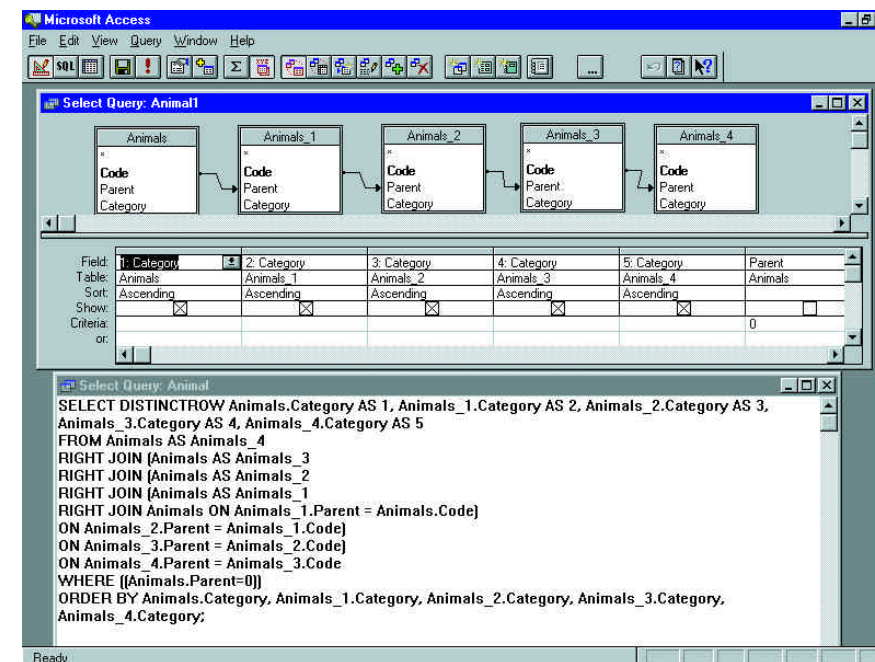 Microsoft Access
File Edit View Query Window Help
SQL
Select Query: Animal1
Animals Animals_1 Animals_2 Animals_3 Animals_4
* * * * *
Code Code Code Code Code
Parent Parent Parent Parent Parent
Category Category Category Category Category
Field: 1: Category 2: Category 3: Category 4: Category 5: Category Parent
Table: Animals Animals_1 Animals_2 Animals_3 Animals_4 Animals
Sort: Ascending Ascending Ascending Ascending Ascending
Show:
Criteria: 0
or:
Select Query: Animal
SELECT DISTINCTROW Animals.Category AS 1, Animals_1.Category AS 2, Animals_2.Category AS 3,
Animals_3.Category AS 4, Animals_4.Category AS 5
FROM Animals AS Animals_4
RIGHT JOIN (Animals AS Animals_3
RIGHT JOIN (Animals AS Animals_2
RIGHT JOIN (Animals AS Animals_1
RIGHT JOIN Animals ON Animals_1.Parent = Animals.Code)
ON Animals_2.Parent = Animals_1.Code)
ON Animals_3.Parent = Animals_2.Code)
ON Animals_4.Parent = Animals_3.Code
WHERE ((Animals.Parent=0))
ORDER BY Animals.Category, Animals_1.Category, Animals_2.Category, Animals_3.Category,
Animals_4.Category;
Ready